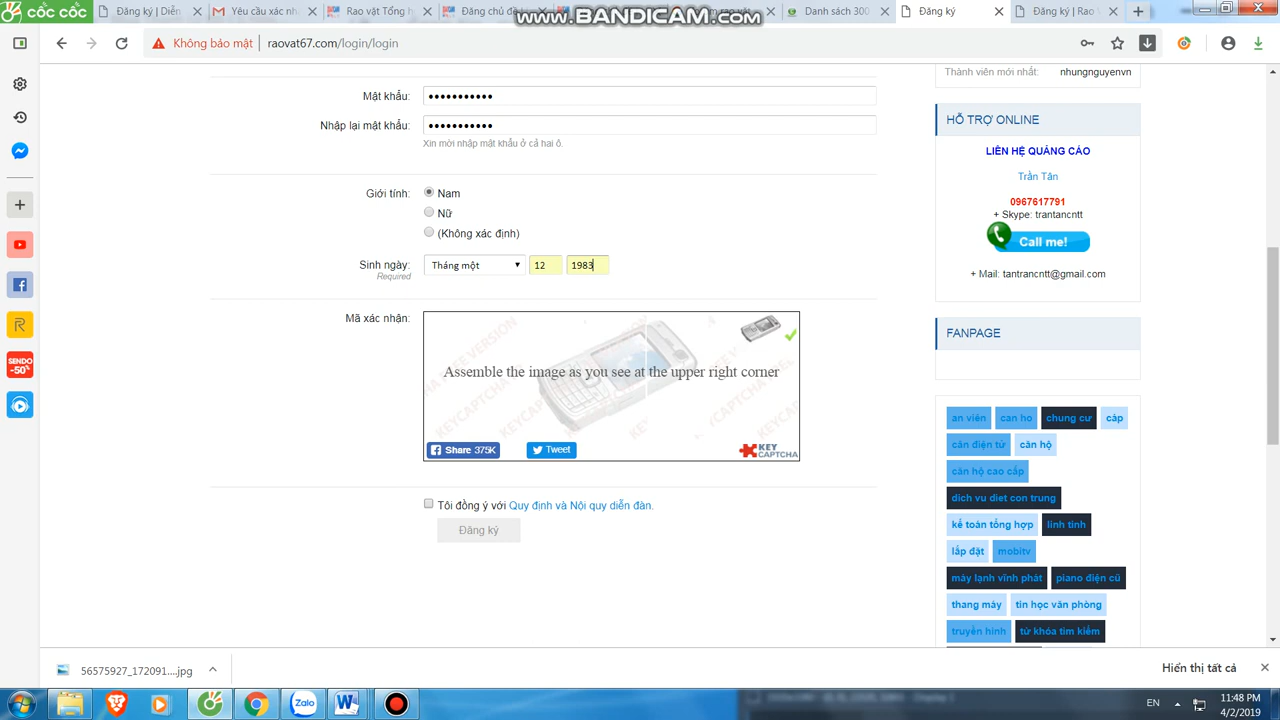 cốc cốc
Đăng ký | Diễn
Yêu cầu xác nh
Rao vặt Tổng h
Đăng chủ đề
Danh sách 300
Đăng ký
Đăng ký | Rao V
www.BANDICAM.com
Không bảo mật
raovat67.com/login/login
Thành viên mới nhất: nhungnguyenvn
Mật khẩu: •••••••••••
Nhập lại mật khẩu: •••••••••••
Xin mời nhập mật khẩu ở cả hai ô.
Giới tính:
Nam
Nữ
(Không xác định)
Sinh ngày: Tháng một 12 1983
Required
Mã xác nhận:
Assemble the image as you see at the upper right corner
Share 375K
Tweet
KEY
CAPTCHA
Tôi đồng ý với Quy định và Nội quy diễn đàn.
Đăng ký
HỖ TRỢ ONLINE
LIÊN HỆ QUẢNG CÁO
Trần Tân
0967617791
+ Skype: trantancntt
Call me!
+ Mail: tantrancntt@gmail.com
FANPAGE
an viên can ho chung cư cáp
cân điện tử căn hộ
căn hộ cao cấp
dich vu diet con trung
kế toán tổng hợp linh tinh
lắp đặt mobitv
máy lạnh vĩnh phát piano điện cũ
thang máy tin học văn phòng
truyền hình từ khóa tìm kiếm
SENDO
-50%
56575927_172091....jpg
Hiển thị tất cả
Zalo
EN
11:48 PM
4/2/2019